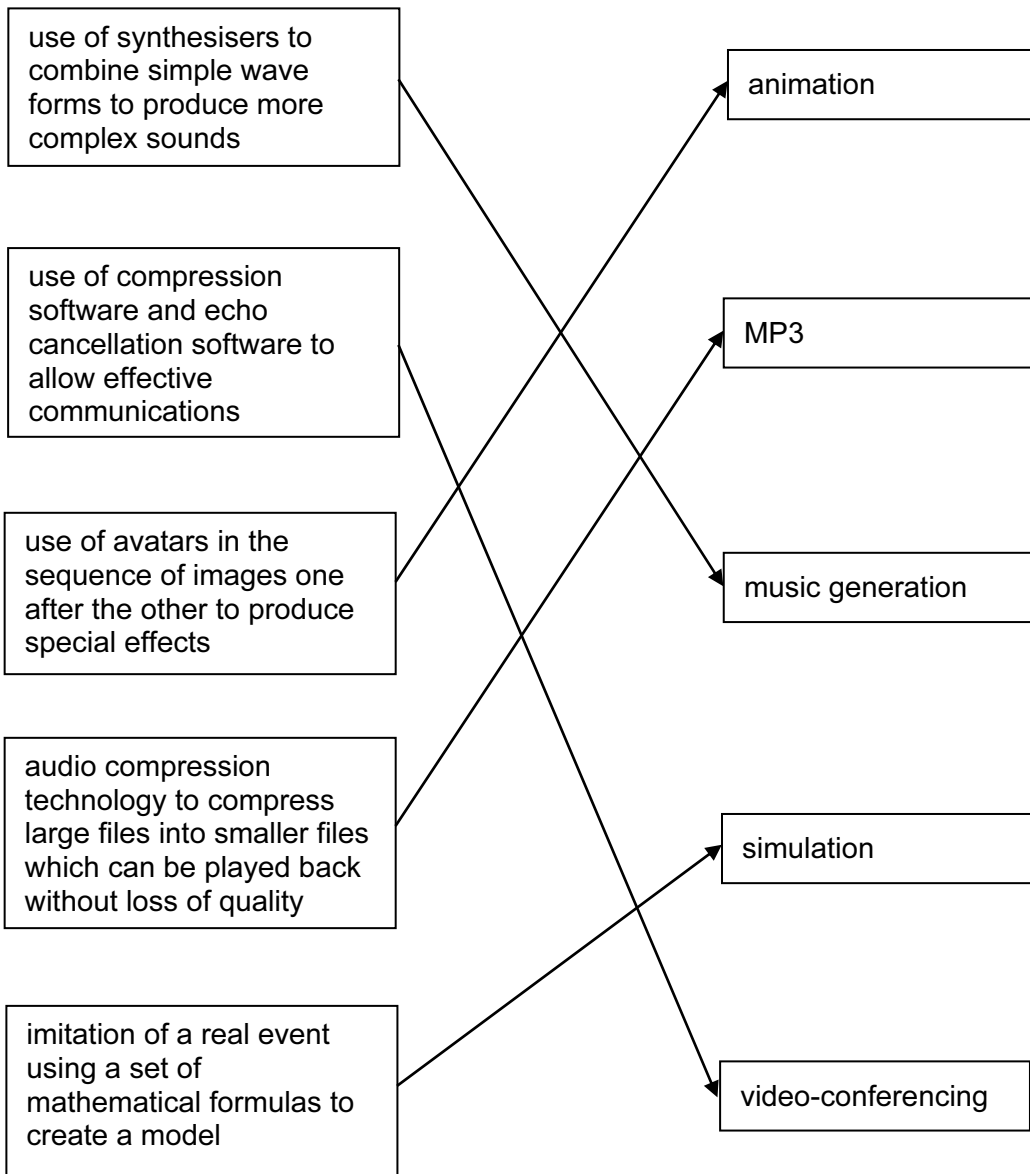 use of synthesisers to
combine simple wave
forms to produce more
complex sounds
animation
use of compression
software and echo
cancellation software to
allow effective
communications
MP3
use of avatars in the
sequence of images one
after the other to produce
special effects
music generation
audio compression
technology to compress
large files into smaller files
which can be played back
without loss of quality
simulation
imitation of a real event
using a set of
mathematical formulas to
create a model
video-conferencing